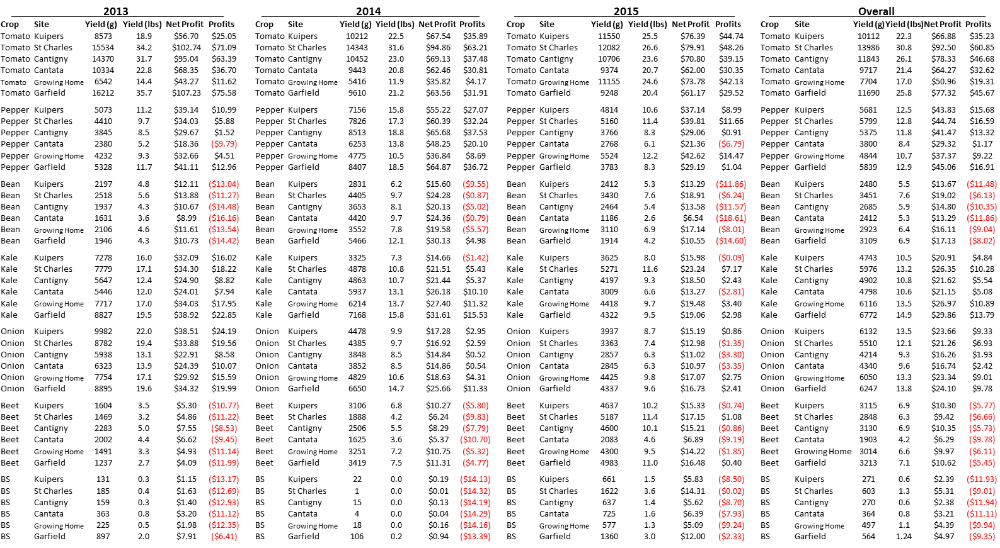 2013 2014 2015 Overall
Crop Site Yield (g) Yield (lbs) Net Profit Profits Crop Site Yield (g) Yield (lbs) Net Profit Profits Crop Site Yield (g) Yield (lbs) Net Profit Profits Crop Site Yield (g) Yield (lbs) Net Profit Profits
Tomato Kuipers 8573 18.9 $56.70 $25.05 Tomato Kuipers 10212 22.5 $67.54 $35.89 Tomato Kuipers 11550 25.5 $76.39 $44.74 Tomato Kuipers 10112 22.3 $66.88 $35.23
Tomato St Charles 15534 34.2 $102.74 $71.09 Tomato St Charles 14343 31.6 $94.86 $63.21 Tomato St Charles 12082 26.6 $79.91 $48.26 Tomato St Charles 13986 30.8 $92.50 $60.85
Tomato Cantigny 14370 31.7 $95.04 $63.39 Tomato Cantigny 10452 23.0 $69.13 $37.48 Tomato Cantigny 10706 23.6 $70.80 $39.15 Tomato Cantigny 11843 26.1 $78.33 $46.68
Tomato Cantata 10334 22.8 $68.35 $36.70 Tomato Cantata 9443 20.8 $62.46 $30.81 Tomato Cantata 9374 20.7 $62.00 $30.35 Tomato Cantata 9717 21.4 $64.27 $32.62
Tomato Growing Home 6542 14.4 $43.27 $11.62 Tomato Growing Home 5416 11.9 $35.82 $4.17 Tomato Growing Home 11155 24.6 $73.78 $42.13 Tomato Growing Home 7704 17.0 $50.96 $19.31
Tomato Garfield 16212 35.7 $107.23 $75.58 Tomato Garfield 9610 21.2 $63.56 $31.91 Tomato Garfield 9248 20.4 $61.17 $29.52 Tomato Garfield 11690 25.8 $77.32 $45.67
Pepper Kuipers 5073 11.2 $39.14 $10.99 Pepper Kuipers 7156 15.8 $55.22 $27.07 Pepper Kuipers 4814 10.6 $37.14 $8.99 Pepper Kuipers 5681 12.5 $43.83 $15.68
Pepper St Charles 4410 9.7 $34.03 $5.88 Pepper St Charles 7826 17.3 $60.39 $32.24 Pepper St Charles 5160 11.4 $39.81 $11.66 Pepper St Charles 5799 12.8 $44.74 $16.59
Pepper Cantigny 3845 8.5 $29.67 $1.52 Pepper Cantigny 8513 18.8 $65.68 $37.53 Pepper Cantigny 3766 8.3 $29.06 $0.91 Pepper Cantigny 5375 11.8 $41.47 $13.32
Pepper Cantata 2380 5.2 $18.36 ($9.79) Pepper Cantata 6253 13.8 $48.25 $20.10 Pepper Cantata 2768 6.1 $21.36 ($6.79) Pepper Cantata 3800 8.4 $29.32 $1.17
Pepper Growing Home 4232 9.3 $32.66 $4.51 Pepper Growing Home 4775 10.5 $36.84 $8.69 Pepper Growing Home 5524 12.2 $42.62 $14.47 Pepper Growing Home 4844 10.7 $37.37 $9.22
Pepper Garfield 5328 11.7 $41.11 $12.96 Pepper Garfield 8407 18.5 $64.87 $36.72 Pepper Garfield 3783 8.3 $29.19 $1.04 Pepper Garfield 5839 12.9 $45.06 $16.91
Bean Kuipers 2197 4.8 $12.11 ($13.04) Bean Kuipers 2831 6.2 $15.60 ($9.55) Bean Kuipers 2412 5.3 $13.29 ($11.86) Bean Kuipers 2480 5.5 $13.67 ($11.48)
Bean St Charles 2518 5.6 $13.88 ($11.27) Bean St Charles 4405 9.7 $24.28 ($0.87) Bean St Charles 3430 7.6 $18.91 ($6.24) Bean St Charles 3451 7.6 $19.02 ($6.13)
Bean Cantigny 1937 4.3 $10.67 ($14.48) Bean Cantigny 3653 8.1 $20.13 ($5.02) Bean Cantigny 2464 5.4 $13.58 ($11.57) Bean Cantigny 2685 5.9 $14.80 ($10.35)
Bean Cantata 1631 3.6 $8.99 ($16.16) Bean Cantata 4420 9.7 $24.36 ($0.79) Bean Cantata 1186 2.6 $6.54 ($18.61) Bean Cantata 2412 5.3 $13.29 ($11.86)
Bean Growing Home 2106 4.6 $11.61 ($13.54) Bean Growing Home 3552 7.8 $19.58 ($5.57) Bean Growing Home 3110 6.9 $17.14 ($8.01) Bean Growing Home 2923 6.4 $16.11 ($9.04)
Bean Garfield 1946 4.3 $10.73 ($14.42) Bean Garfield 5466 12.1 $30.13 $4.98 Bean Garfield 1914 4.2 $10.55 ($14.60) Bean Garfield 3109 6.9 $17.13 ($8.02)
Kale Kuipers 7278 16.0 $32.09 $16.02 Kale Kuipers 3325 7.3 $14.66 ($1.42) Kale Kuipers 3625 8.0 $15.98 ($0.09) Kale Kuipers 4743 10.5 $20.91 $4.84
Kale St Charles 7779 17.1 $34.30 $18.22 Kale St Charles 4878 10.8 $21.51 $5.43 Kale St Charles 5271 11.6 $23.24 $7.17 Kale St Charles 5976 13.2 $26.35 $10.28
Kale Cantigny 5647 12.4 $24.90 $8.82 Kale Cantigny 4863 10.7 $21.44 $5.37 Kale Cantigny 4197 9.3 $18.50 $2.43 Kale Cantigny 4902 10.8 $21.62 $5.54
Kale Cantata 5446 12.0 $24.01 $7.94 Kale Cantata 5937 13.1 $26.18 $10.10 Kale Cantata 3009 6.6 $13.27 ($2.81) Kale Cantata 4798 10.6 $21.15 $5.08
Kale Growing Home 7717 17.0 $34.03 $17.95 Kale Growing Home 6214 13.7 $27.40 $11.32 Kale Growing Home 4418 9.7 $19.48 $3.40 Kale Growing Home 6116 13.5 $26.97 $10.89
Kale Garfield 8827 19.5 $38.92 $22.85 Kale Garfield 7168 15.8 $31.61 $15.53 Kale Garfield 4322 9.5 $19.06 $2.98 Kale Garfield 6772 14.9 $29.86 $13.79
Onion Kuipers 9982 22.0 $38.51 $24.19 Onion Kuipers 4478 9.9 $17.28 $2.95 Onion Kuipers 3937 8.7 $15.19 $0.86 Onion Kuipers 6132 13.5 $23.66 $9.33
Onion St Charles 8782 19.4 $33.88 $19.56 Onion St Charles 4385 9.7 $16.92 $2.59 Onion St Charles 3363 7.4 $12.98 ($1.35) Onion St Charles 5510 12.1 $21.26 $6.93
Onion Cantigny 5938 13.1 $22.91 $8.58 Onion Cantigny 3848 8.5 $14.84 $0.52 Onion Cantigny 2857 6.3 $11.02 ($3.30) Onion Cantigny 4214 9.3 $16.26 $1.93
Onion Cantata 6323 13.9 $24.39 $10.07 Onion Cantata 3852 8.5 $14.86 $0.54 Onion Cantata 2845 6.3 $10.97 ($3.35) Onion Cantata 4340 9.6 $16.74 $2.42
Onion Growing Home 7754 17.1 $29.92 $15.59 Onion Growing Home 4829 10.6 $18.63 $4.31 Onion Growing Home 4425 9.8 $17.07 $2.75 Onion Growing Home 6050 13.3 $23.34 $9.01
Onion Garfield 8895 19.6 $34.32 $19.99 Onion Garfield 6650 14.7 $25.66 $11.33 Onion Garfield 4337 9.6 $16.73 $2.41 Onion Garfield 6247 13.8 $24.10 $9.78
Beet Kuipers 1604 3.5 $5.30 ($10.77) Beet Kuipers 3106 6.8 $10.27 ($5.80) Beet Kuipers 4637 10.2 $15.33 ($0.74) Beet Kuipers 3115 6.9 $10.30 ($5.77)
Beet St Charles 1469 3.2 $4.86 ($11.22) Beet St Charles 1888 4.2 $6.24 ($9.83) Beet St Charles 5187 11.4 $17.15 $1.08 Beet St Charles 2848 6.3 $9.42 ($6.66)
Beet Cantigny 2283 5.0 $7.55 ($8.53) Beet Cantigny 2506 5.5 $8.29 ($7.79) Beet Cantigny 4600 10.1 $15.21 ($0.86) Beet Cantigny 3130 6.9 $10.35 ($5.73)
Beet Cantata 2002 4.4 $6.62 ($9.45) Beet Cantata 1625 3.6 $5.37 ($10.70) Beet Cantata 2083 4.6 $6.89 ($9.19) Beet Cantata 1903 4.2 $6.29 ($9.78)
Beet Growing Home 1491 3.3 $4.93 ($11.14) Beet Growing Home 3251 7.2 $10.75 ($5.32) Beet Growing Home 4300 9.5 $14.22 ($1.85) Beet Growing Home 3014 6.6 $9.97 ($6.11)
Beet Garfield 1237 2.7 $4.09 ($11.99) Beet Garfield 3419 7.5 $11.31 ($4.77) Beet Garfield 4983 11.0 $16.48 $0.40 Beet Garfield 3213 7.1 $10.62 ($5.45)
BS Kuipers 131 0.3 $1.15 ($13.17) BS Kuipers 22 0.0 $0.19 ($14.13) BS Kuipers 661 1.5 $5.83 ($8.50) BS Kuipers 271 0.6 $2.39 ($11.93)
BS St Charles 185 0.4 $1.63 ($12.69) BS St Charles 1 0.0 $0.01 ($14.32) BS St Charles 1622 3.6 $14.31 ($0.02) BS St Charles 603 1.3 $5.31 ($9.01)
BS Cantigny 159 0.3 $1.40 ($12.93) BS Cantigny 15 0.0 $0.13 ($14.19) BS Cantigny 637 1.4 $5.62 ($8.70) BS Cantigny 270 0.6 $2.38 ($11.94)
BS Cantata 363 0.8 $3.20 ($11.12) BS Cantata 4 0.0 $0.04 ($14.29) BS Cantata 725 1.6 $6.39 ($7.93) BS Cantata 364 0.8 $3.21 ($11.11)
BS Growing Home 225 0.5 $1.98 ($12.35) BS Growing Home 18 0.0 $0.16 ($14.16) BS Growing Home 577 1.3 $5.09 ($9.24) BS Growing Home 497 1.1 $4.39 ($9.94)
BS Garfield 897 2.0 $7.91 ($6.41) BS Garfield 106 0.2 $0.94 ($13.39) BS Garfield 1360 3.0 $12.00 ($2.33) BS Garfield 564 1.24 $4.97 ($9.35)